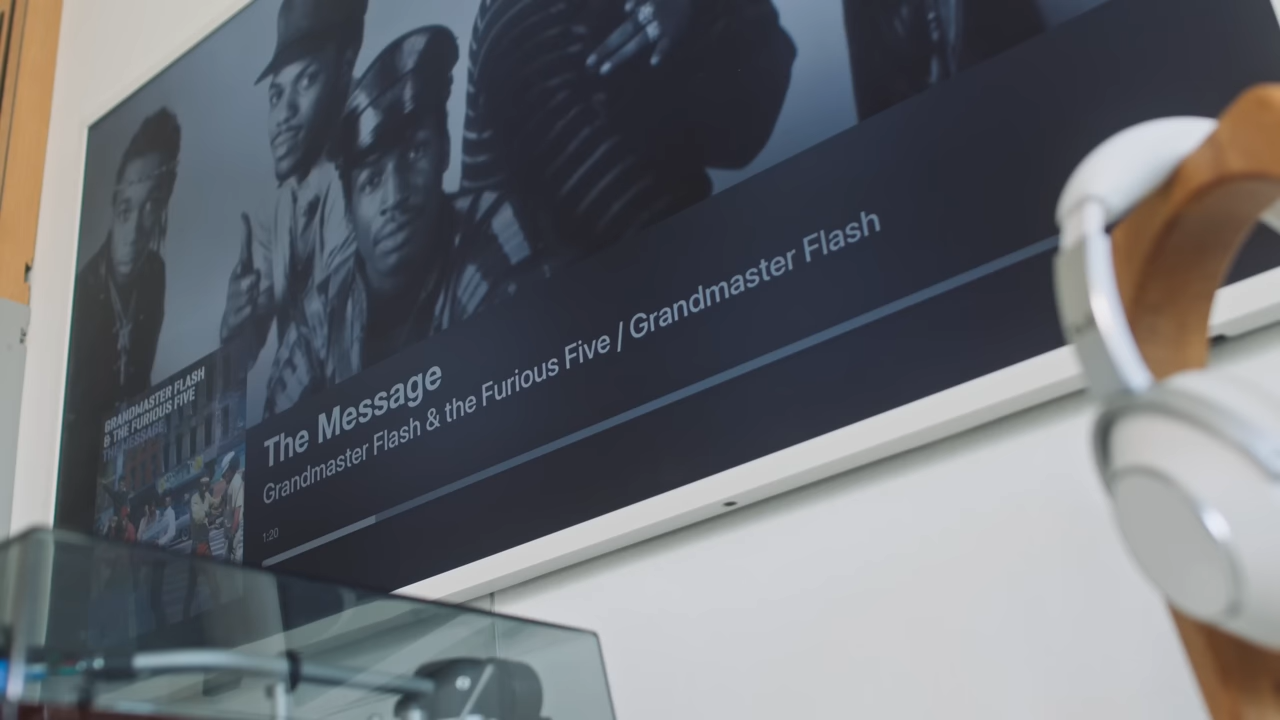 GRANDMASTER FLASH
& THE FURIOUS FIVE
THE MESSAGE
The Message
Grandmaster Flash & the Furious Five / Grandmaster Flash
1:20